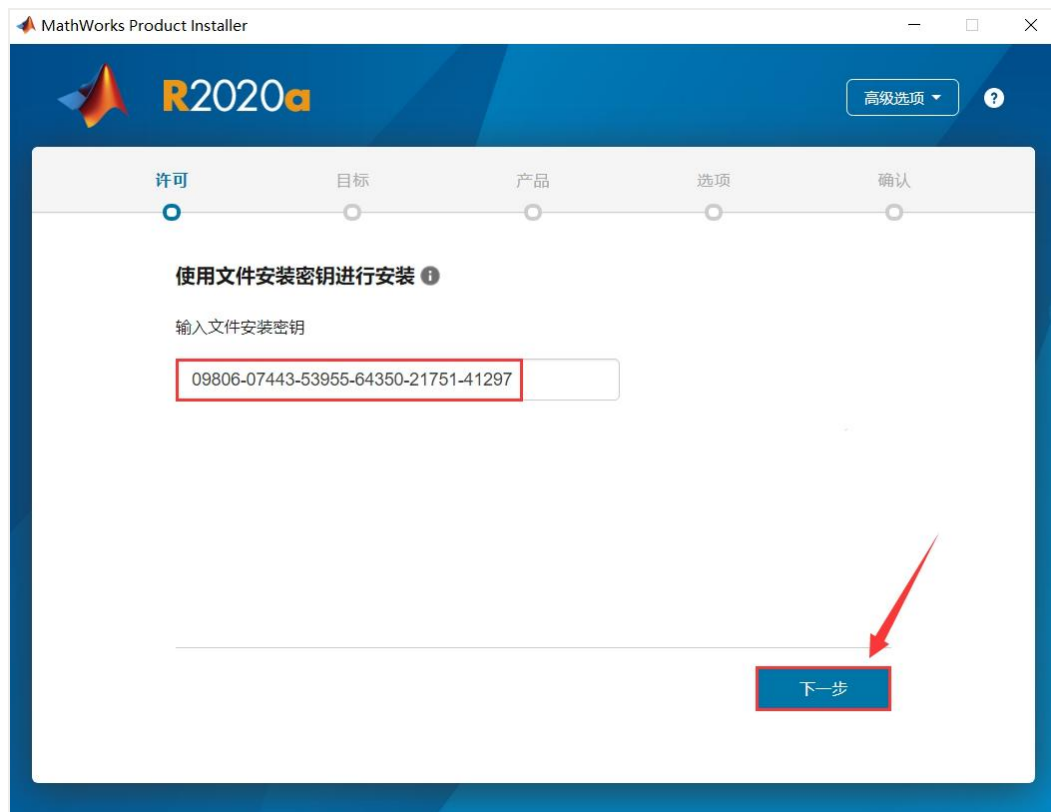 MathWorks Product Installer
R2020a
高级选项
许可
目标
产品
选项
确认
使用文件安装密钥进行安装
输入文件安装密钥
09806-07443-53955-64350-21751-41297
下一步